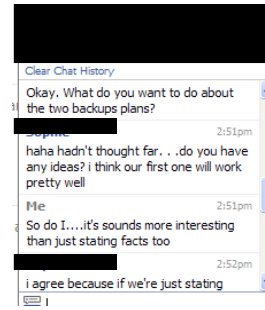 Clear Chat History
Okay. What do you want to do about
the two backups plans?
2:51pm
haha hadn't thought far. . .do you have
any ideas? i think our first one will work
pretty well
Me 2:51pm
So do I....it's sounds more interesting
than just stating facts too
2:52pm
i agree because if we're just stating